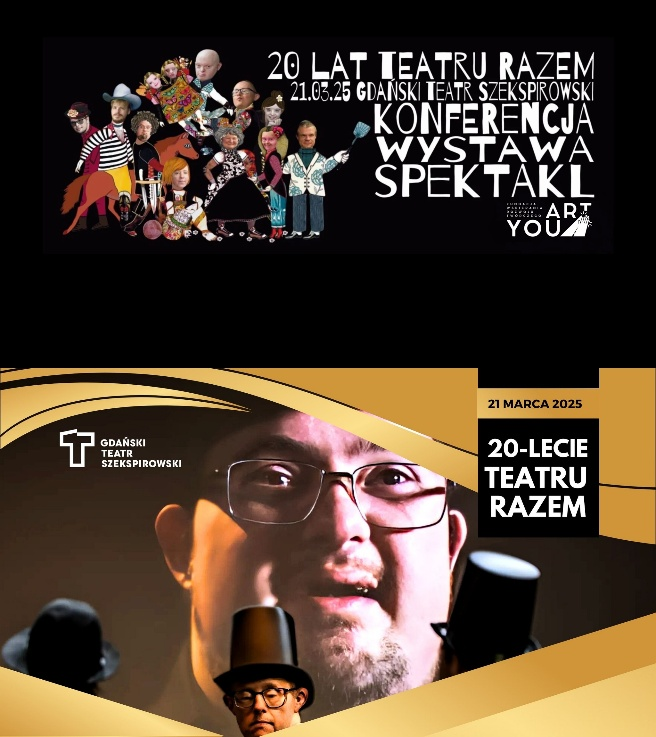 20 LAT TEATRU RAZEM
21.03.25 GDAŃSKI TEATR SZEKSPIROWSKI
KONFERENCJA
WYSTAWA
SPEKTAKL
ART
YOU
GDAŃSKI
TEATR
SZEKSPIROWSKI
21 MARCA 2025
20-LECIE
TEATRU
RAZEM